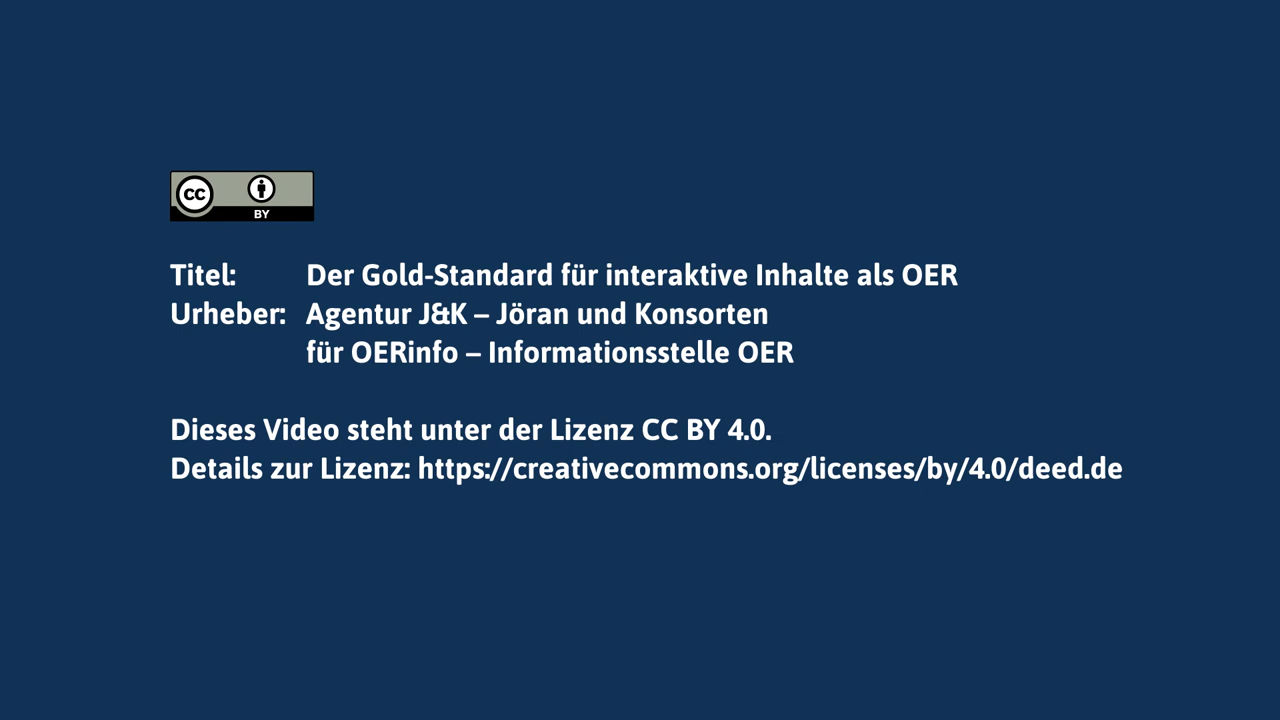 cc
BY
Titel: Der Gold-Standard für interaktive Inhalte als OER
Urheber: Agentur J&K – Jöran und Konsorten
für OERinfo – Informationsstelle OER
Dieses Video steht unter der Lizenz CC BY 4.0.
Details zur Lizenz: https://creativecommons.org/licenses/by/4.0/deed.de